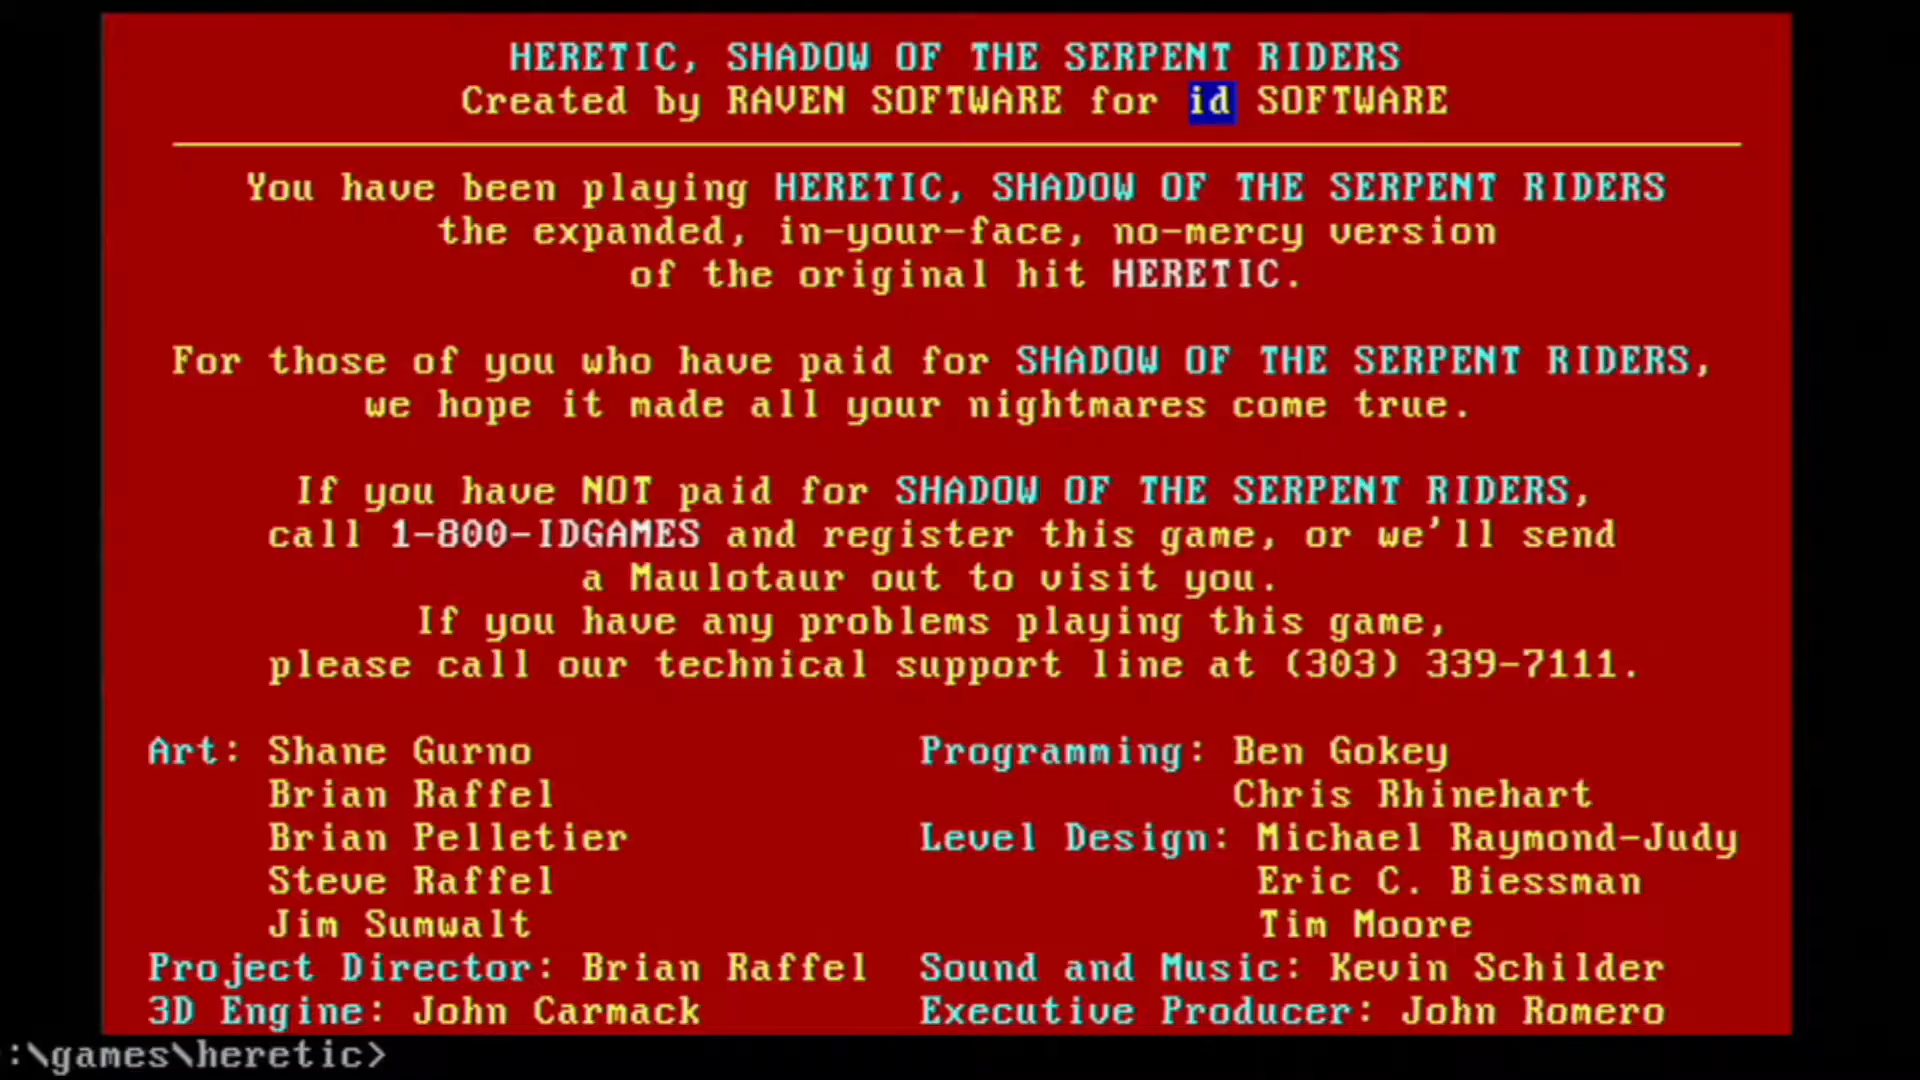 HERETIC, SHADOW OF THE SERPENT RIDERS
Created by RAVEN SOFTWARE for id SOFTWARE
You have been playing HERETIC, SHADOW OF THE SERPENT RIDERS
the expanded, in-your-face, no-mercy version
of the original hit HERETIC.
For those of you who have paid for SHADOW OF THE SERPENT RIDERS,
we hope it made all your nightmares come true.
If you have NOT paid for SHADOW OF THE SERPENT RIDERS,
call 1-800-IDGAMES and register this game, or we'll send
a Maulotaur out to visit you.
If you have any problems playing this game,
please call our technical support line at (303) 339-7111.
Art: Shane Gurno Programming: Ben Gokey
Brian Raffel Chris Rhinehart
Brian Pelletier Level Design: Michael Raymond-Judy
Steve Raffel Eric C. Biessman
Jim Sumwalt Tim Moore
Project Director: Brian Raffel Sound and Music: Kevin Schilder
3D Engine: John Carmack Executive Producer: John Romero
:\games\heretic>